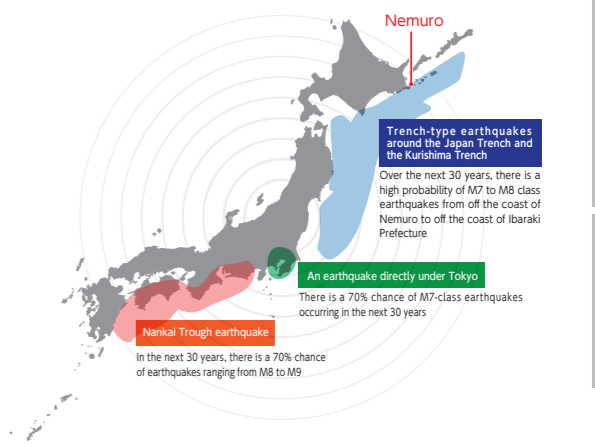 Nemuro
Trench-type earthquakes
around the Japan Trench and
the Kurishima Trench
Over the next 30 years, there is a
high probability of M7 to M8 class
earthquakes from off the coast of
Nemuro to off the coast of Ibaraki
Prefecture
An earthquake directly under Tokyo
There is a 70% chance of M7-class earthquakes
occurring in the next 30 years
Nankai Trough earthquake
In the next 30 years, there is a 70% chance
of earthquakes ranging from M8 to M9